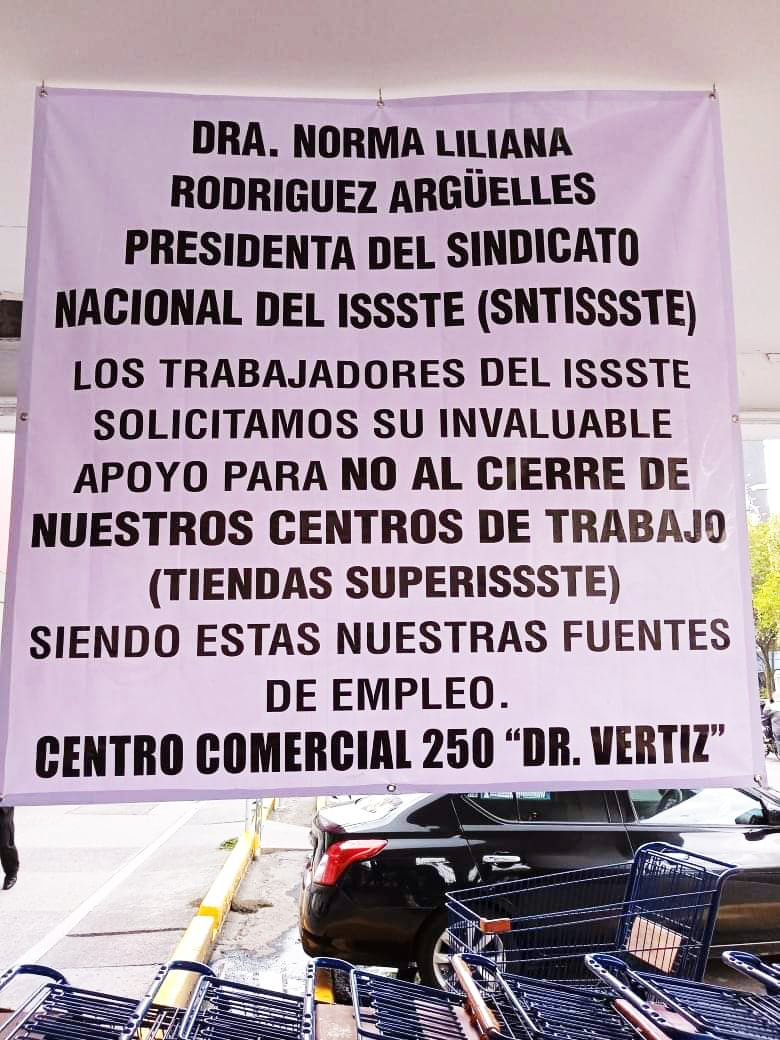 DRA. NORMA LILIANA
RODRIGUEZ ARGÜELLES
PRESIDENTA DEL SINDICATO
NACIONAL DEL ISSSTE (SNTISSSTE)
LOS TRABAJADORES DEL ISSSTE
SOLICITAMOS SU INVALUABLE
APOYO PARA NO AL CIERRE DE
NUESTROS CENTROS DE TRABAJO
(TIENDAS SUPERISSSTE)
SIENDO ESTAS NUESTRAS FUENTES
DE EMPLEO.
CENTRO COMERCIAL 250 “DR. VERTIZ”